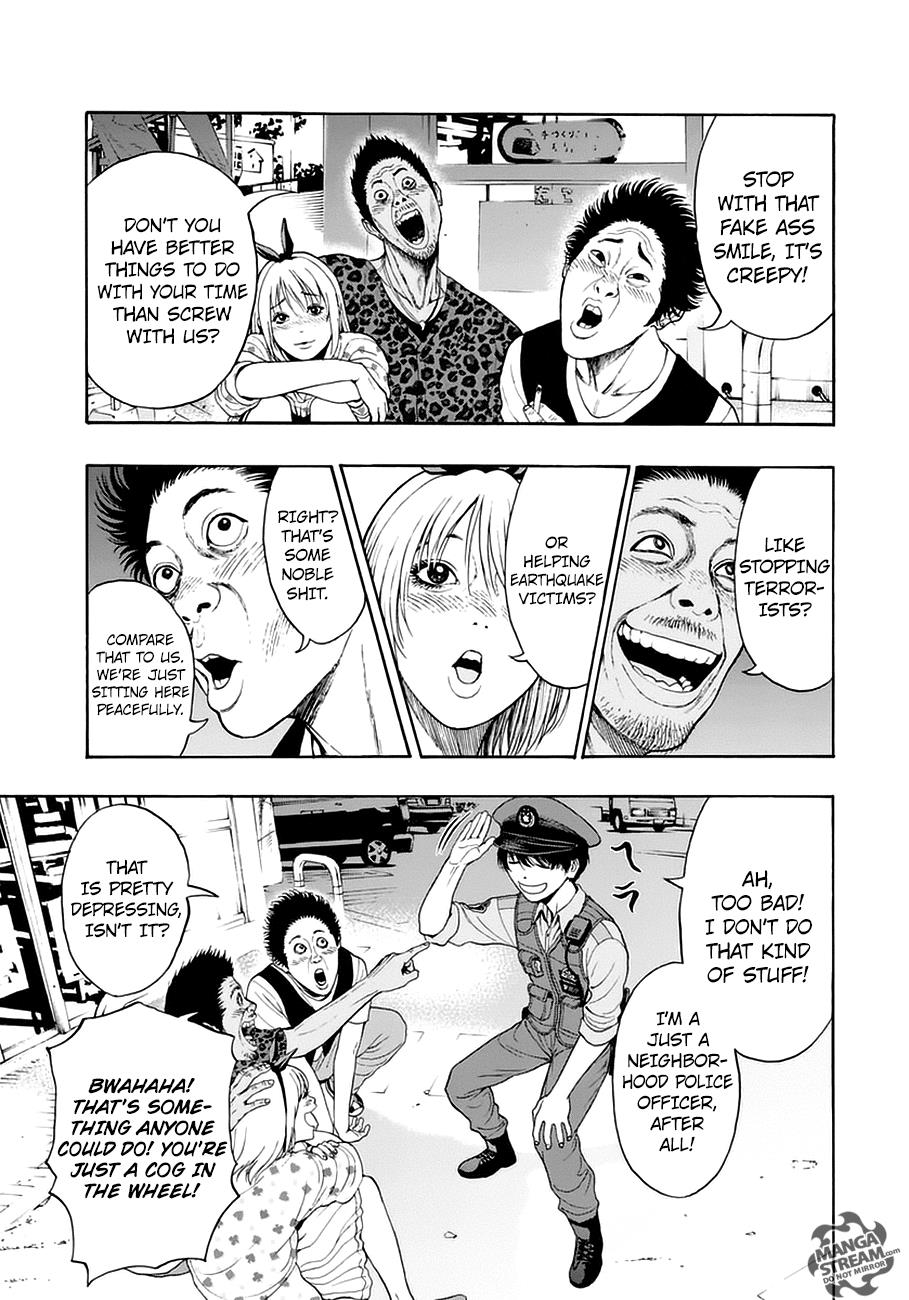 STOP
WITH THAT
FAKE ASS
SMILE, IT'S
CREEPY!
DON'T YOU
HAVE BETTER
THINGS TO DO
WITH YOUR TIME
THAN SCREW
WITH US?
LIKE
STOPPING
TERROR-
ISTS?
OR
HELPING
EARTHQUAKE
VICTIMS?
RIGHT?
THAT'S
SOME
NOBLE
SHIT.
COMPARE
THAT TO US.
WE'RE JUST
SITTING HERE
PEACEFULLY.
AH,
TOO BAD!
I DON'T DO
THAT KIND
OF STUFF!
I'M A
JUST A
NEIGHBOR-
HOOD POLICE
OFFICER,
AFTER
ALL!
へ
ラ
THAT
IS PRETTY
DEPRESSING,
ISN'T IT?
BWAHAHA!
THAT'S SOME-
THING ANYONE
COULD DO! YOU'RE
JUST A COG IN
THE WHEEL!
MANGA
STREAM.com
DO NOT MIRROR!